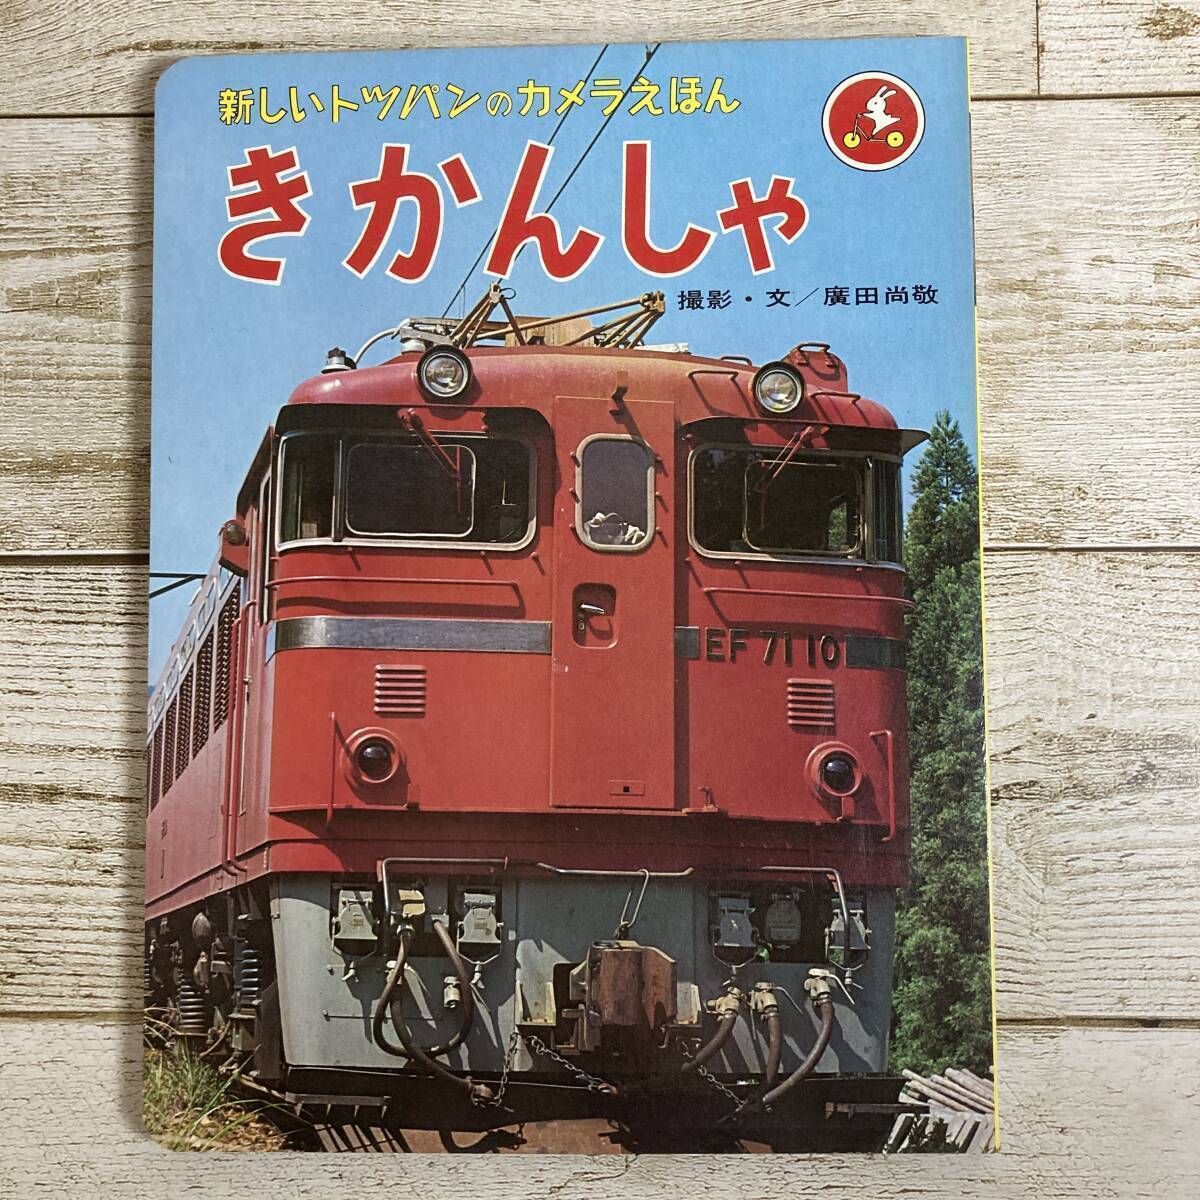 新しいトッパンのカメラえほん
きかんしゃ
撮影・文／廣田尚敬
EF 71 10